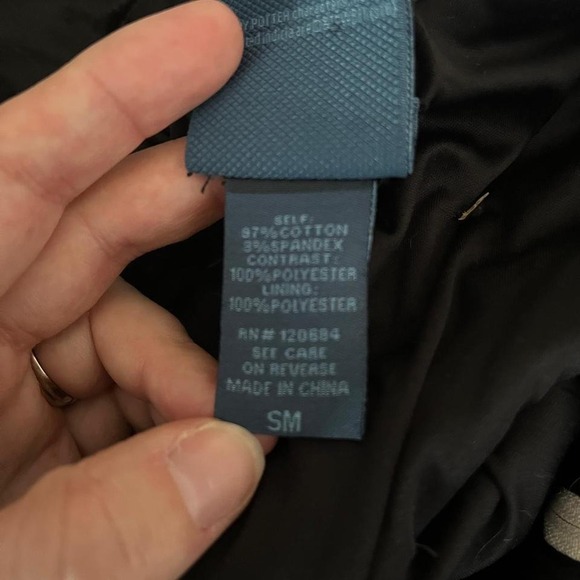 POTTER
SELF:
97%COTTON
3%SPANDEX
CONTRAST:
100%POLYESTER
LINING:
100%POLYESTER
RN# 120684
SEE CARE
ON REVERSE
MADE IN CHINA
SM